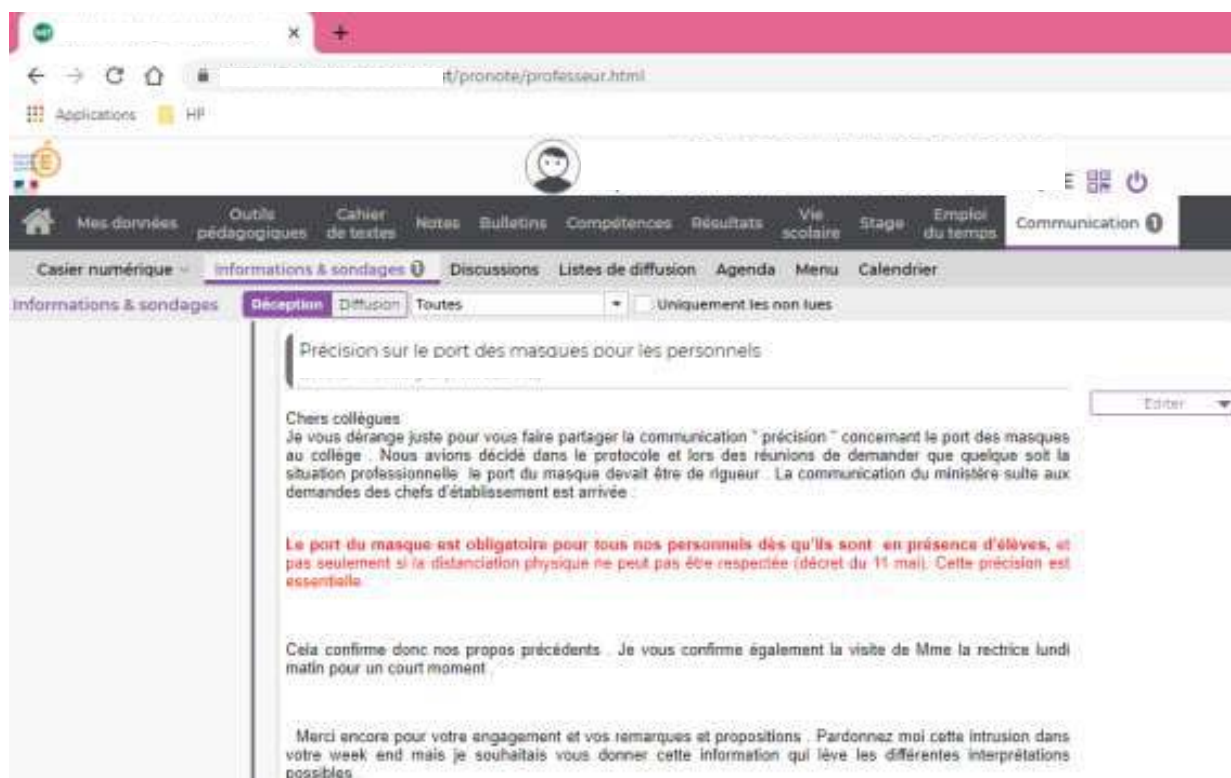 t/pronote/professeur.html
Applications HP
E
Mes données Outils pédagogiques Cahier de textes Notes Bulletins Compétences Résultats Vie scolaire Stage Emploi du temps Communication 1
Casier numérique Informations & sondages Discussions Listes de diffusion Agenda Menu Calendrier
Informations & sondages Réception Diffusion Toutes Uniquement les non lues
Précision sur le port des masques pour les personnels
Editer
Chers collègues
Je vous dérange juste pour vous faire partager la communication " précision " concernant le port des masques
au collège . Nous avions décidé dans le protocole et lors des réunions de demander que quelque soit la
situation professionnelle le port du masque devait être de rigueur . La communication du ministère suite aux
demandes des chefs d'établissement est arrivée :
Le port du masque est obligatoire pour tous nos personnels dès qu'ils sont en présence d'élèves, et
pas seulement si la distanciation physique ne peut pas être respectée (décret du 11 mai). Cette précision est
essentielle.
Cela confirme donc nos propos précédents . Je vous confirme également la visite de Mme la rectrice lundi
matin pour un court moment .
Merci encore pour votre engagement et vos remarques et propositions . Pardonnez moi cette intrusion dans
votre week end mais je souhaitais vous donner cette information qui lève les différentes interprétations
possibles